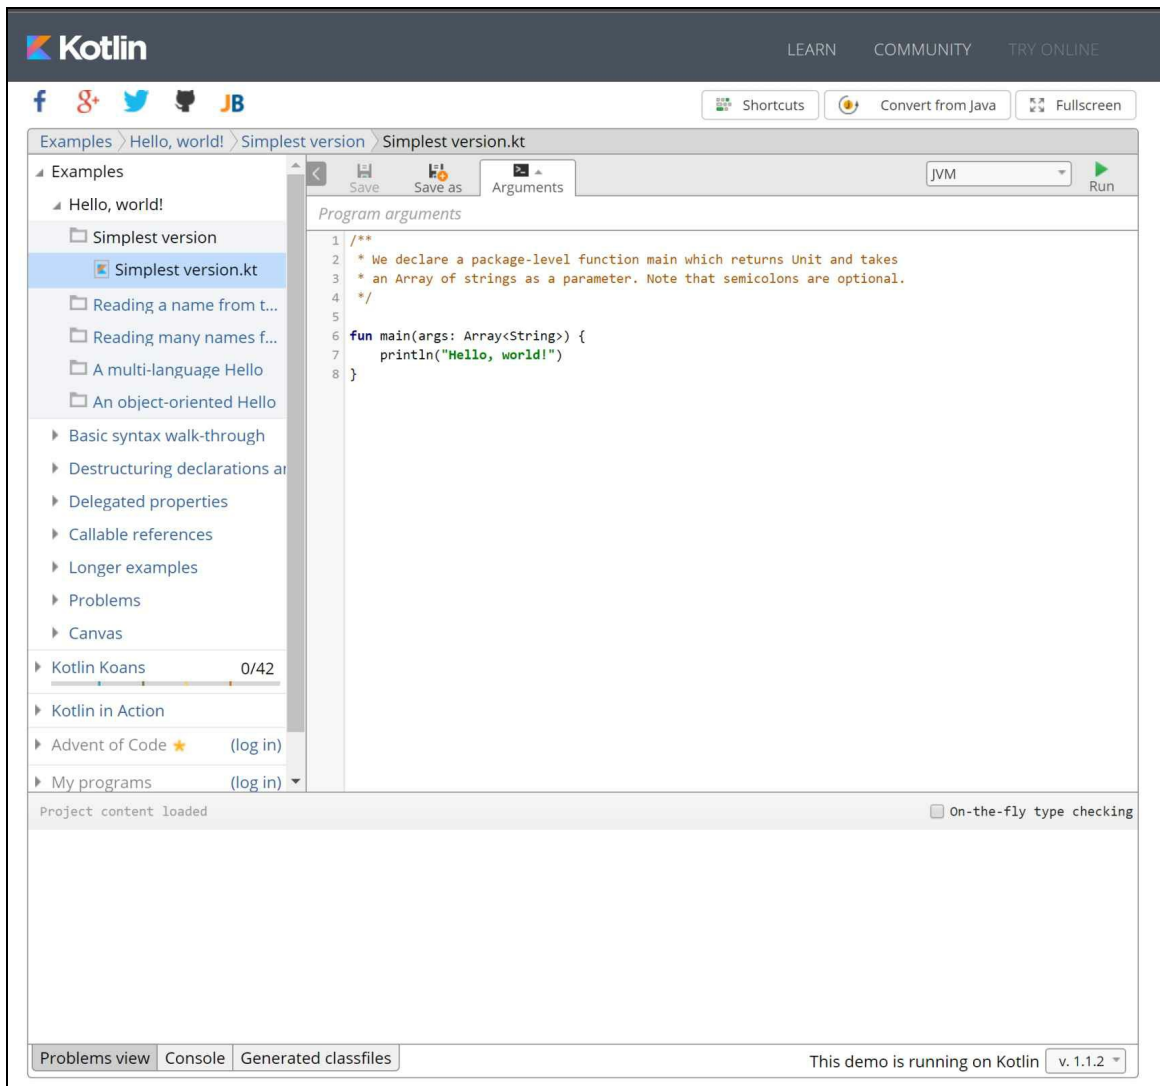 Kotlin
LEARN COMMUNITY TRY ONLINE
f g+ JB
Shortcuts Convert from Java Fullscreen
Examples Hello, world! Simplest version Simplest version.kt
Examples
Hello, world!
Simplest version
Simplest version.kt
Reading a name from t...
Reading many names f...
A multi-language Hello
An object-oriented Hello
Basic syntax walk-through
Destructuring declarations ar
Delegated properties
Callable references
Longer examples
Problems
Canvas
Kotlin Koans 0/42
Kotlin in Action
Advent of Code (log in)
My programs (log in)
Save Save as Arguments JVM Run
Program arguments
1 /**
2  * We declare a package-level function main which returns Unit and takes
3  * an Array of strings as a parameter. Note that semicolons are optional.
4  */
5
6 fun main(args: Array<String>) {
7     println("Hello, world!")
8 }
Project content loaded On-the-fly type checking
Problems view Console Generated classfiles This demo is running on Kotlin v. 1.1.2